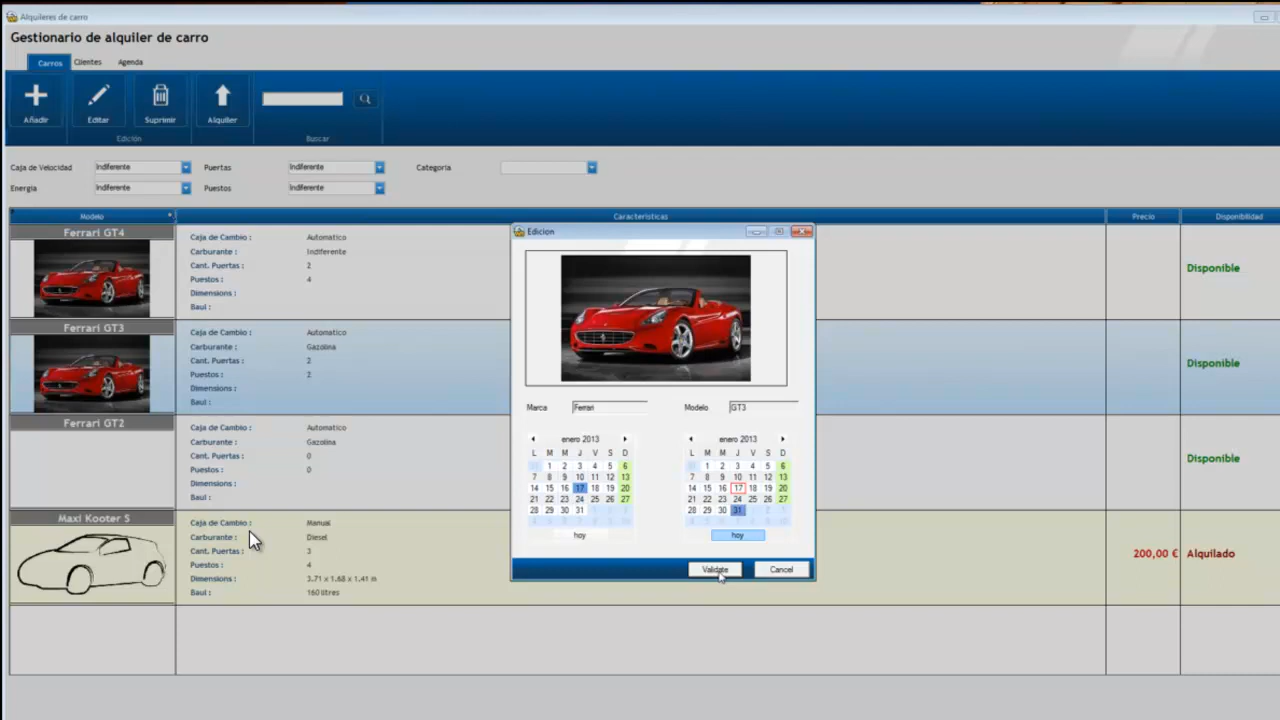 Alquileres de carro
Gestionario de alquiler de carro
Carros Clientes Agenda
Añadir Editar Suprimir Alquiler
Edición Buscar
Caja de Velocidad Indiferente Puertas Indiferente Categoria
Energia Indiferente Puestos Indiferente
Modelo Caracteristicas Precio Disponibilidad
Ferrari GT4
Caja de Cambio : Automatico
Carburante : Indiferente
Cant. Puertas : 2
Puestos : 4
Dimensions :
Baul :
Disponible
Ferrari GT3
Caja de Cambio : Automatico
Carburante : Gazolina
Cant. Puertas : 2
Puestos : 2
Dimensions :
Baul :
Disponible
Ferrari GT2
Caja de Cambio : Automatico
Carburante : Gazolina
Cant. Puertas : 0
Puestos : 0
Dimensions :
Baul :
Disponible
Maxi Kooter S
Caja de Cambio : Manual
Carburante : Diesel
Cant. Puertas : 3
Puestos : 4
Dimensions : 3.71 x 1.68 x 1.41 m
Baul : 160 litres
200,00 € Alquilado
Edicion
Marca Ferrari Modelo GT3
enero 2013
L M M J V S D
1 2 3 4 5 6
7 8 9 10 11 12 13
14 15 16 17 18 19 20
21 22 23 24 25 26 27
28 29 30 31
hoy
enero 2013
L M M J V S D
1 2 3 4 5 6
7 8 9 10 11 12 13
14 15 16 17 18 19 20
21 22 23 24 25 26 27
28 29 30 31
hoy
Validate Cancel